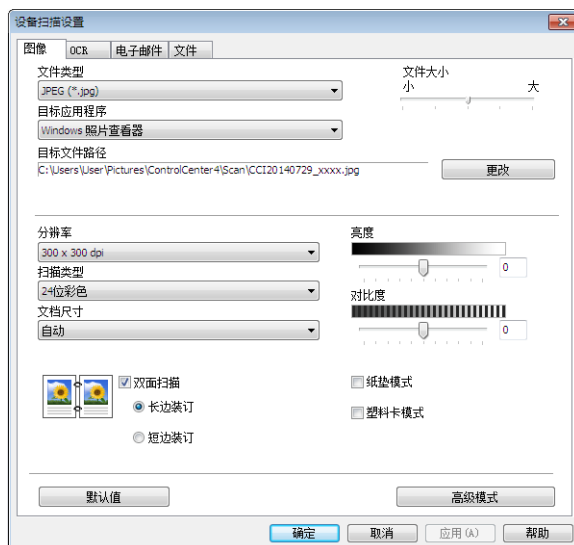 设备扫描设置
图像 OCR 电子邮件 文件
文件类型
JPEG (*.jpg)
文件大小
小 大
目标应用程序
Windows 照片查看器
目标文件路径
C:\Users\User\Pictures\ControlCenter4\Scan\CCI20140729_xxxx.jpg
更改
分辨率
300 x 300 dpi
亮度
0
扫描类型
24位彩色
对比度
0
文档尺寸
自动
双面扫描
长边装订
短边装订
纸垫模式
塑料卡模式
默认值 高级模式
确定 取消 应用(A) 帮助